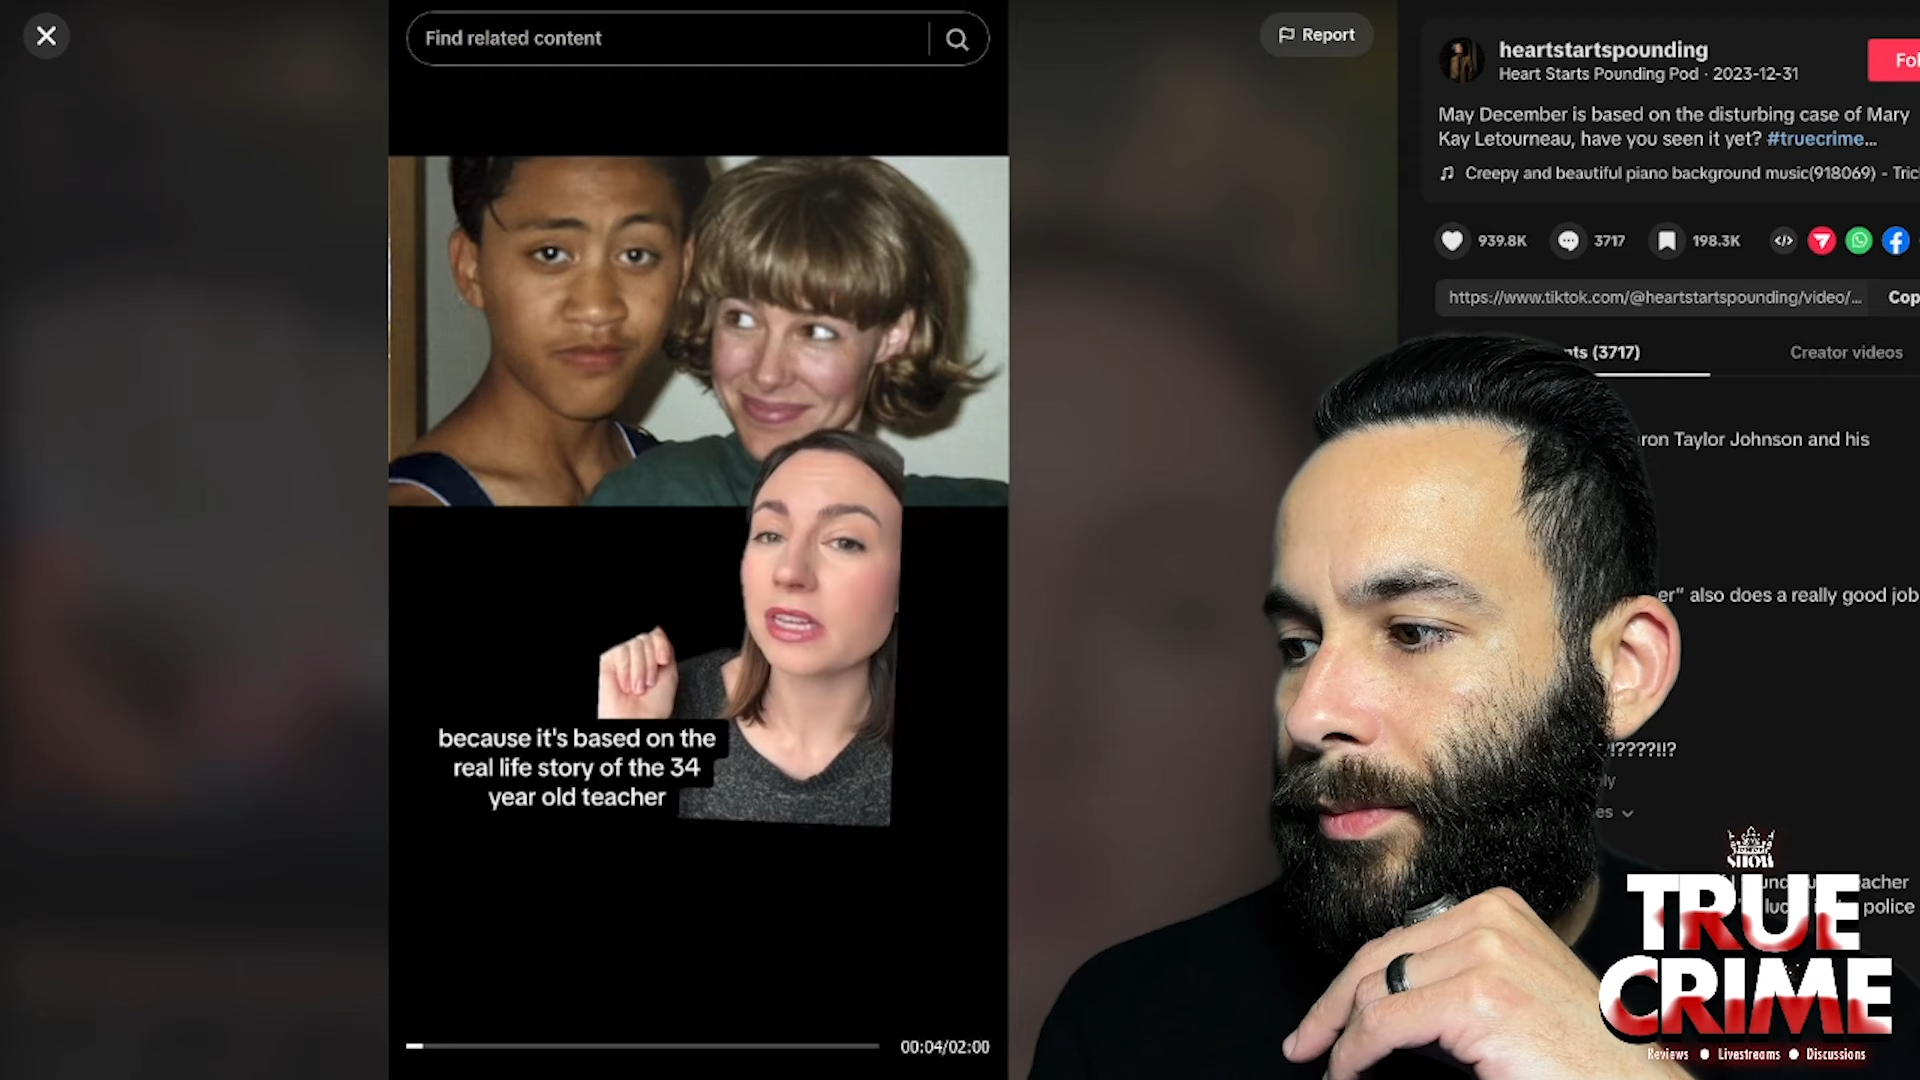 Find related content
Report
heartstartspounding
Heart Starts Pounding Pod · 2023-12-31
May December is based on the disturbing case of Mary
Kay Letourneau, have you seen it yet? #truecrime...
Creepy and beautiful piano background music(918069) - Tric
939.8K
3717
198.3K
https://www.tiktok.com/@heartstartspounding/video/...
Cop
nts (3717)
Creator videos
ron Taylor Johnson and his
er” also does a really good job
!????!!?
because it's based on the
real life story of the 34
year old teacher
00:04/02:00
acher
police
SHOW
TRUE
CRIME
Reviews ● Livestreams ● Discussions